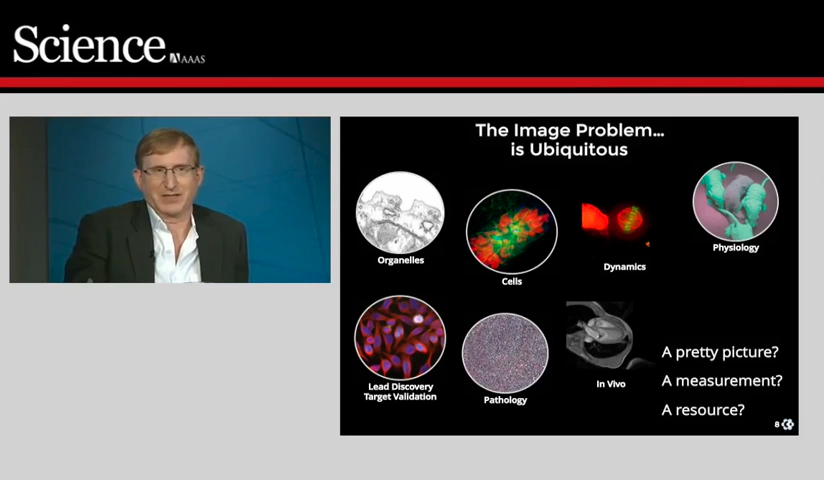 Science
AAAS
The Image Problem...
is Ubiquitous
Organelles
Cells
Dynamics
Physiology
Lead Discovery
Target Validation
Pathology
In Vivo
A pretty picture?
A measurement?
A resource?
8